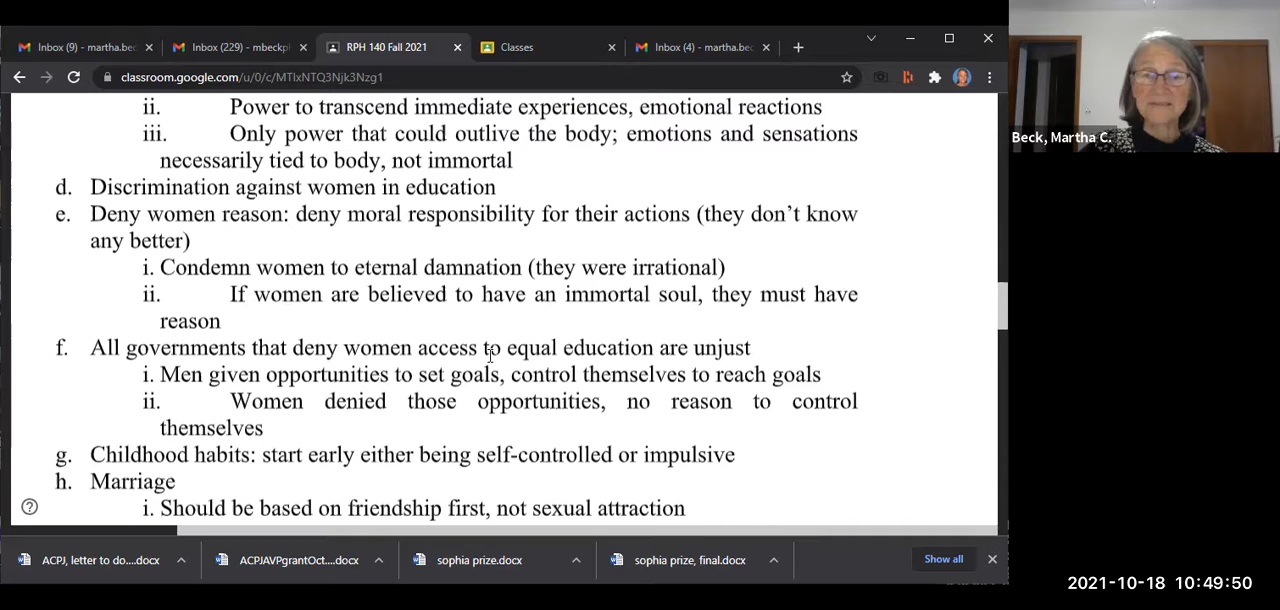 Inbox (9) - martha.bec
Inbox (229) - mbeckp
RPH 140 Fall 2021
Classes
Inbox (4) - martha.bec
classroom.google.com/u/0/c/MTIxNTQ3Njk3Nzg1
ii. Power to transcend immediate experiences, emotional reactions
iii. Only power that could outlive the body; emotions and sensations
necessarily tied to body, not immortal
d. Discrimination against women in education
e. Deny women reason: deny moral responsibility for their actions (they don't know
any better)
i. Condemn women to eternal damnation (they were irrational)
ii. If women are believed to have an immortal soul, they must have
reason
f. All governments that deny women access to equal education are unjust
i. Men given opportunities to set goals, control themselves to reach goals
ii. Women denied those opportunities, no reason to control
themselves
g. Childhood habits: start early either being self-controlled or impulsive
h. Marriage
i. Should be based on friendship first, not sexual attraction
ACPJ, letter to do....docx
ACPJAVPgrantOct....docx
sophia prize.docx
sophia prize, final.docx
Show all
Beck, Martha C.
2021-10-18 10:49:50